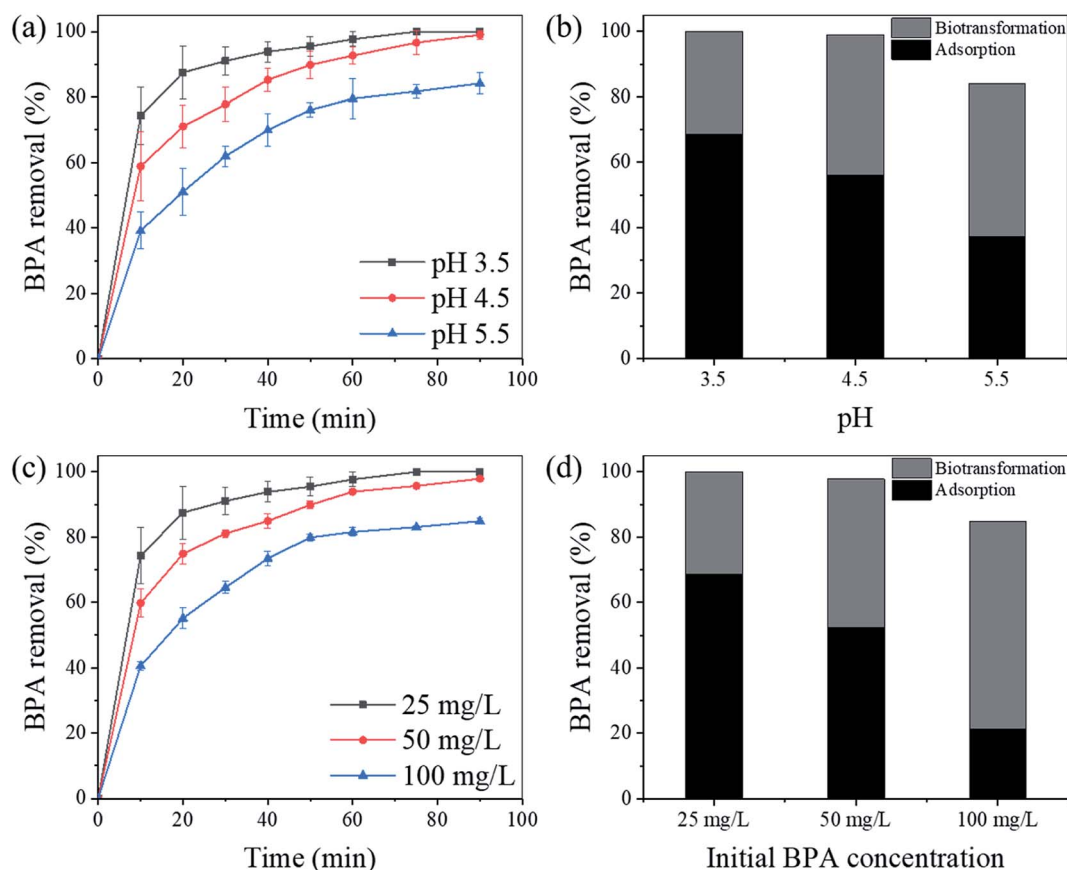 (a)
BPA removal (%)
100
80
60
40
20
0
pH 3.5
pH 4.5
pH 5.5
0 20 40 60 80 100
Time (min)
(b)
BPA removal (%)
100
80
60
40
20
0
Biotransformation
Adsorption
3.5 4.5 5.5
pH
(c)
BPA removal (%)
100
80
60
40
20
0
25 mg/L
50 mg/L
100 mg/L
0 20 40 60 80 100
Time (min)
(d)
BPA removal (%)
100
80
60
40
20
0
Biotransformation
Adsorption
25 mg/L 50 mg/L 100 mg/L
Initial BPA concentration